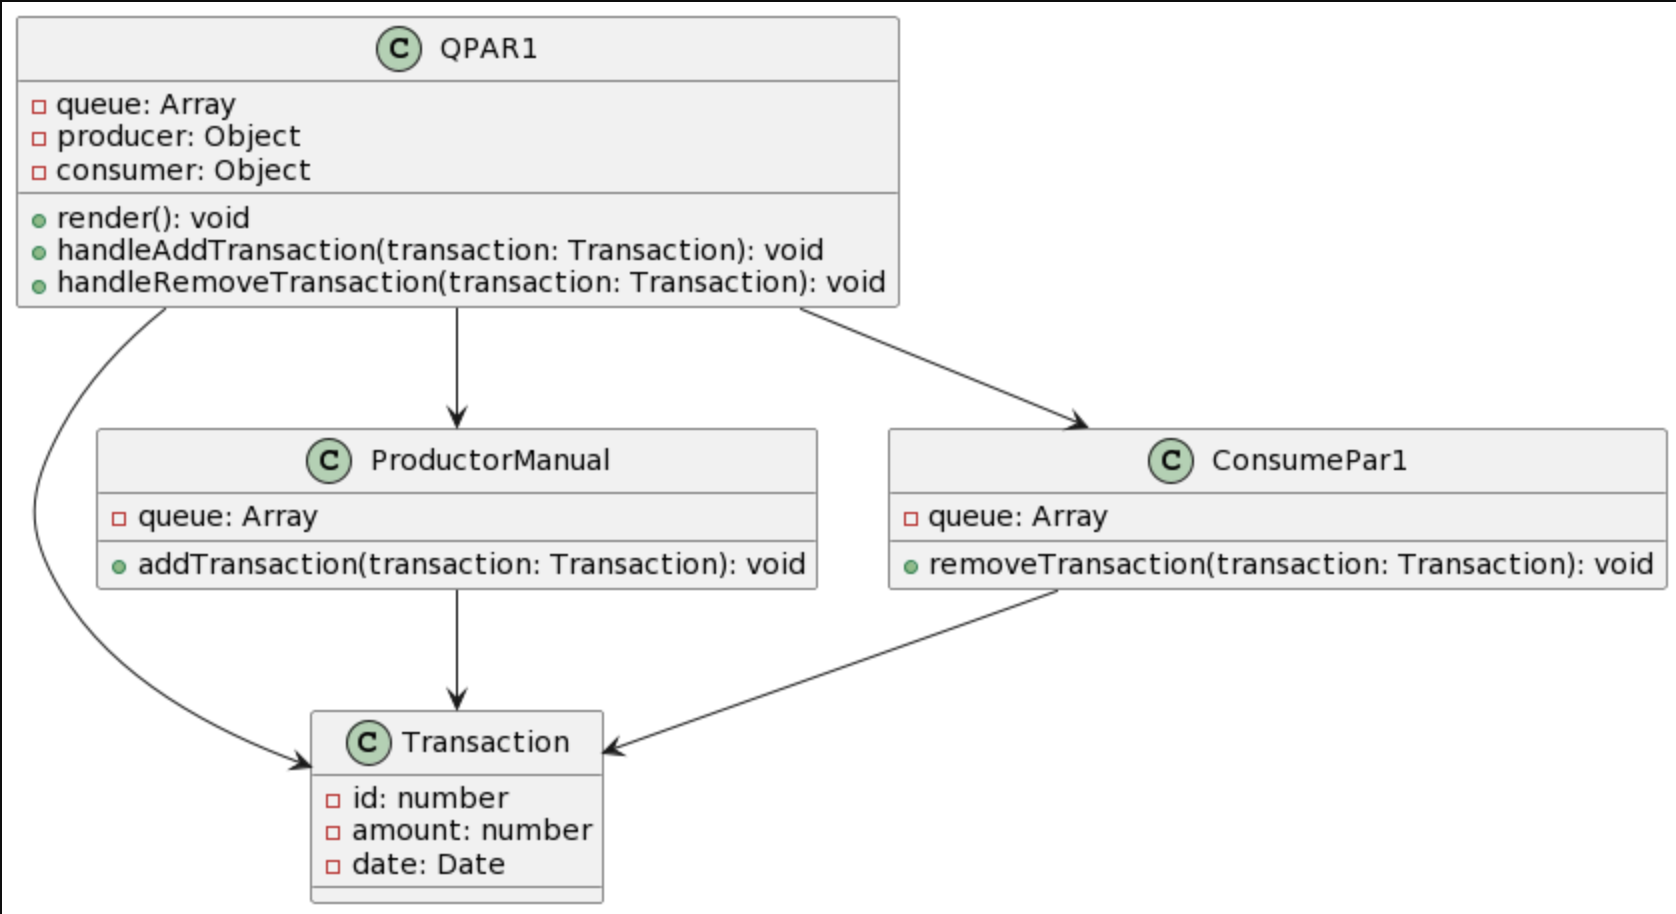 C QPAR1
queue: Array
producer: Object
consumer: Object
render(): void
handleAddTransaction(transaction: Transaction): void
handleRemoveTransaction(transaction: Transaction): void
C ProductorManual
queue: Array
addTransaction(transaction: Transaction): void
C ConsumePar1
queue: Array
removeTransaction(transaction: Transaction): void
C Transaction
id: number
amount: number
date: Date